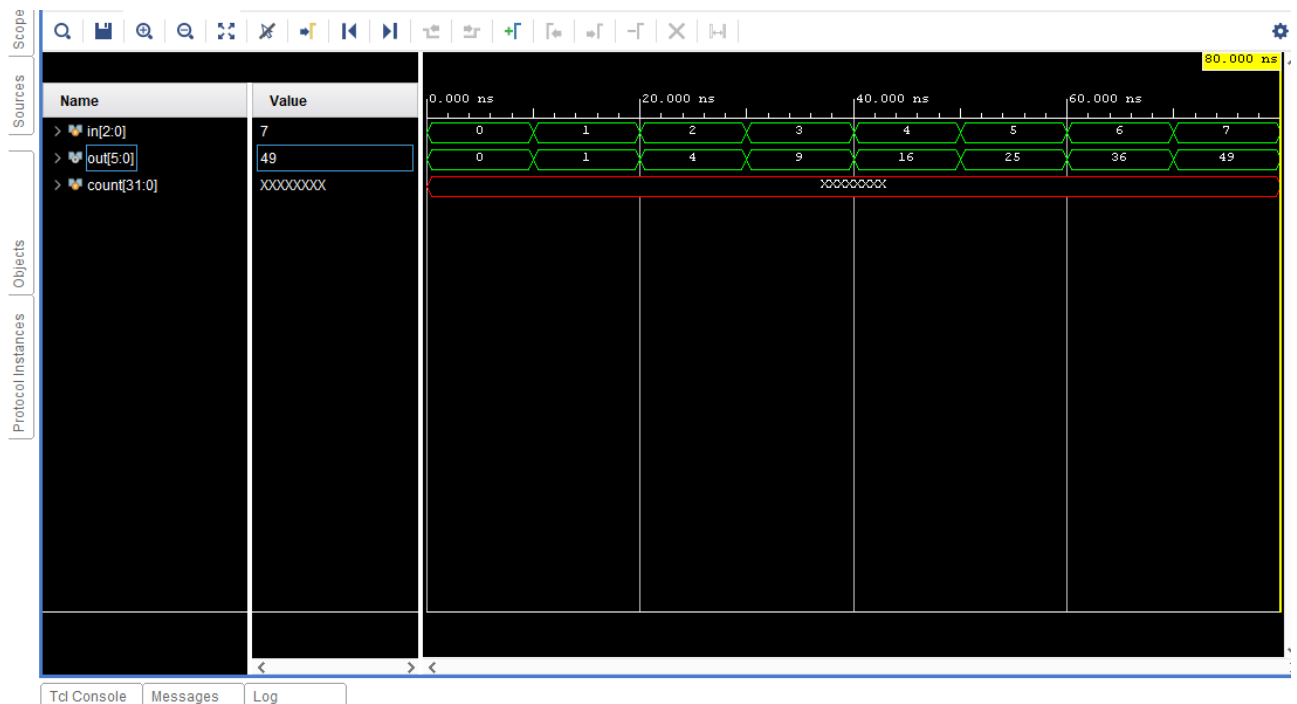 Scope
Sources
Objects
Protocol Instances
80.000 ns
Name Value
0.000 ns 20.000 ns 40.000 ns 60.000 ns
in[2:0] 7 0 1 2 3 4 5 6 7
out[5:0] 49 0 1 4 9 16 25 36 49
count[31:0] XXXXXXXX XXXXXXXX
Tcl Console Messages Log